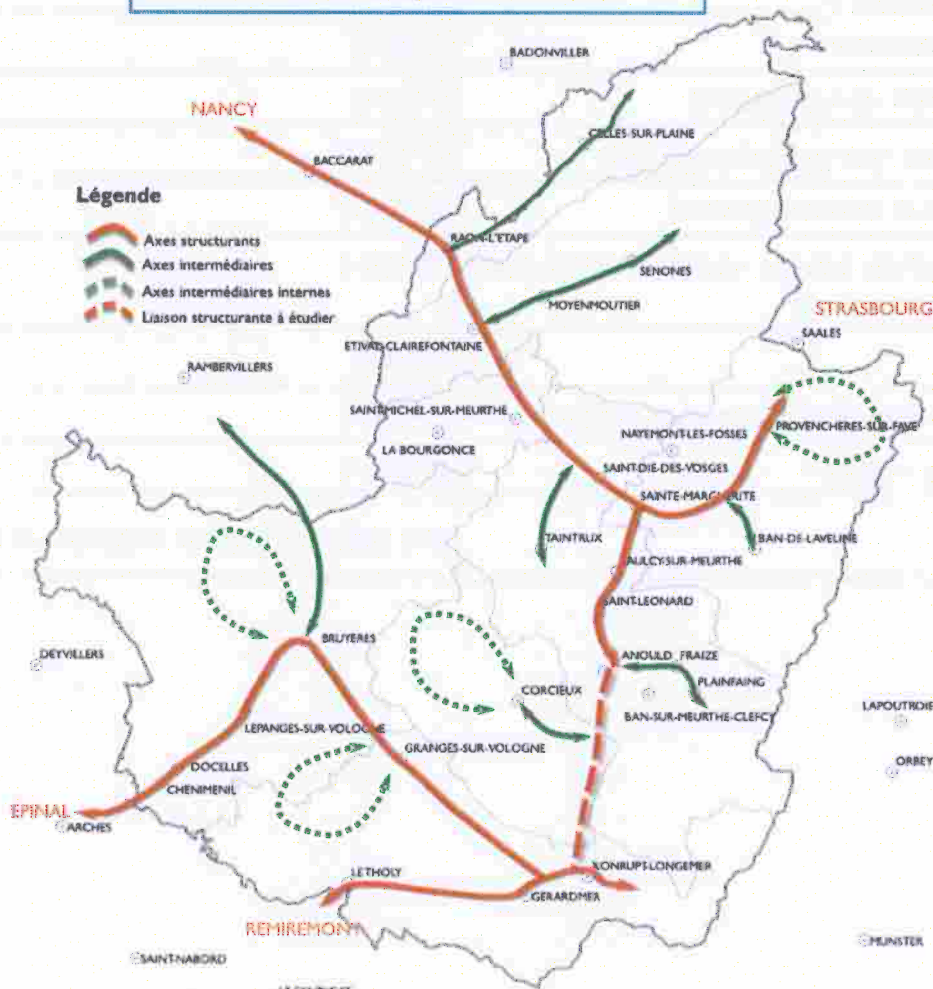 BADONVILLER
NANCY
CELLES-SUR-PLAINE
BACCARAT
Légende
Axes structurants
Axes intermédiaires
Axes intermédiaires internes
Liaison structurante à étudier
RAON-L'ETAPE
SENONES
MOYENMOUTIER
STRASBOURG
SAALES
ETIVAL-CLAIREFONTAINE
RAMBERVILLERS
SAINT-MICHEL-SUR-MEURTHE
LA BOURGONCE
NAYEMONT-LES-FOSSES
PROVENCHERES-SUR-FAVE
SAINT-DIE-DES-VOSGES
SAINTE-MARGUERITE
TAINTRUX
BAN-DE-LAVELINE
SAULCY-SUR-MEURTHE
SAINT-LEONARD
BRUYERES
DEYVILLERS
ANOULD FRAIZE
PLAINFAING
CORCIEUX
BAN-SUR-MEURTHE-CLEFCY
LAPOUTROIE
LEPANGES-SUR-VOLOGNE
GRANGES-SUR-VOLOGNE
DOCELLES
CHENIMENIL
ORBEY
EPINAL
ARCHES
LE THOLY
XONRUPT-LONGEMER
GERARDMER
REMIREMONT
MUNSTER
SAINT-NABORD